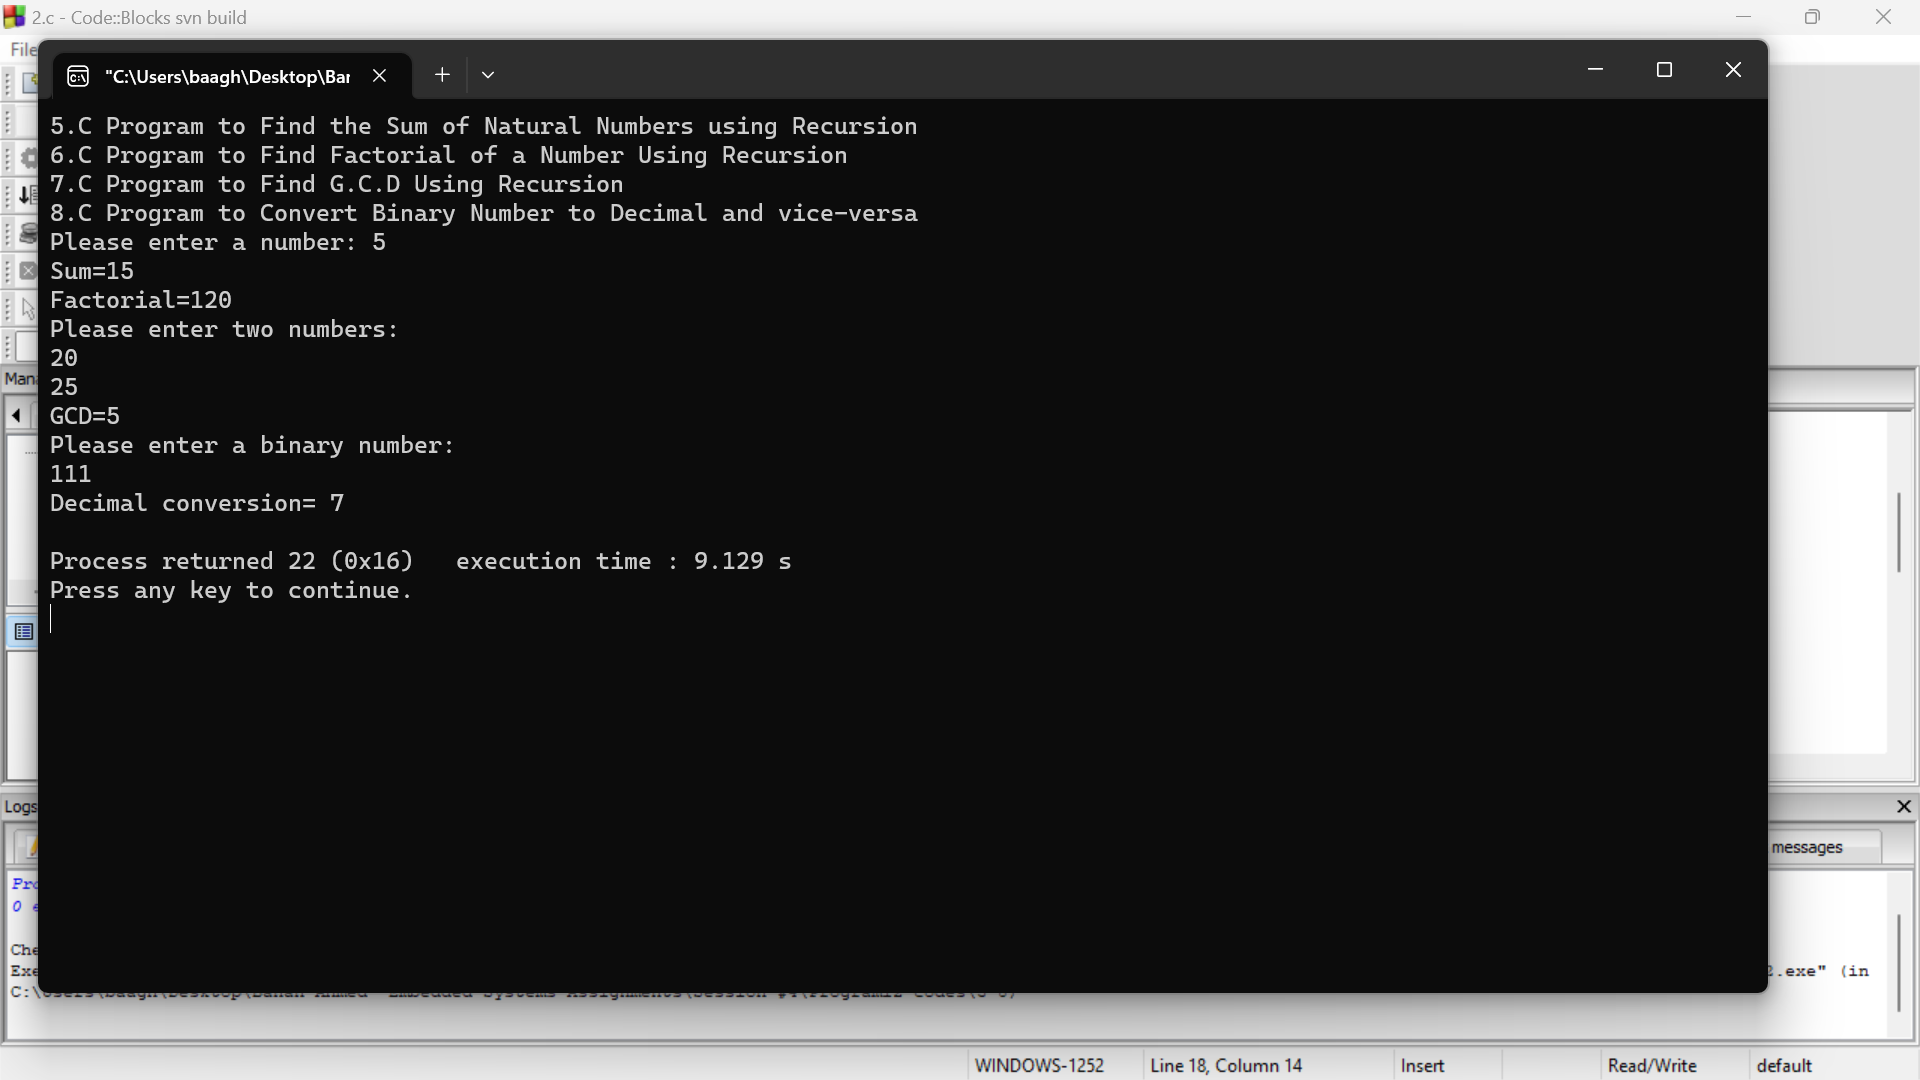 2.c - Code::Blocks svn build
File
"C:\Users\baagh\Desktop\Bar
5.C Program to Find the Sum of Natural Numbers using Recursion
6.C Program to Find Factorial of a Number Using Recursion
7.C Program to Find G.C.D Using Recursion
8.C Program to Convert Binary Number to Decimal and vice-versa
Please enter a number: 5
Sum=15
Factorial=120
Please enter two numbers:
20
25
GCD=5
Please enter a binary number:
111
Decimal conversion= 7
Process returned 22 (0x16)   execution time : 9.129 s
Press any key to continue.
Mana
Logs
messages
Pro
0 e
Che
Exe
2.exe" (in
WINDOWS-1252
Line 18, Column 14
Insert
Read/Write
default